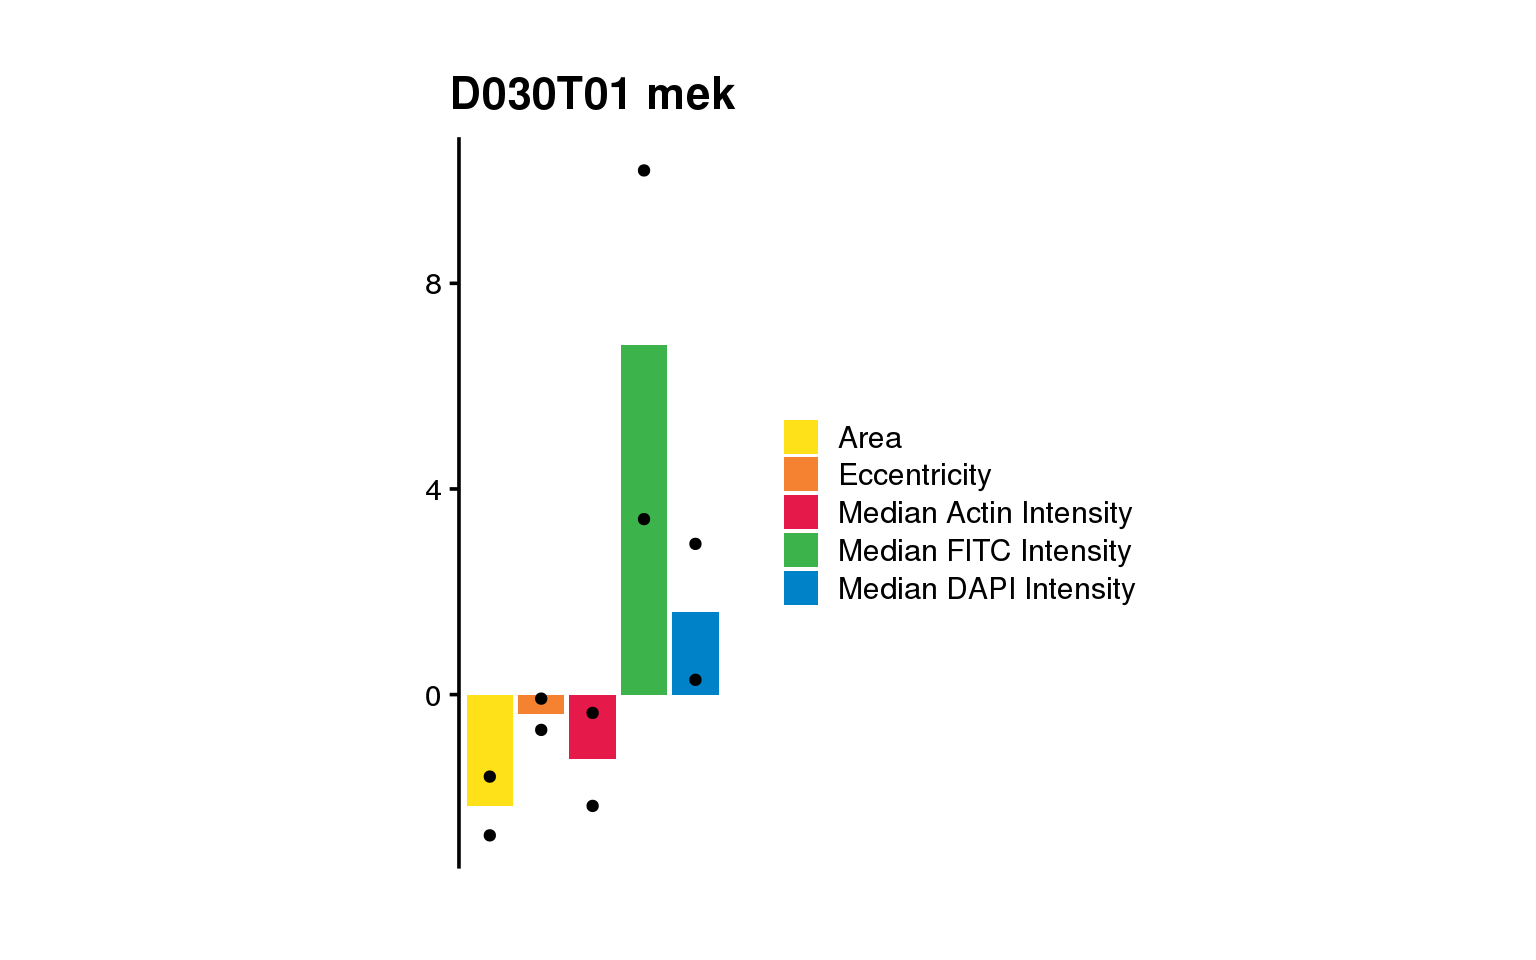 D030T01 mek
8
4
0
Area
Eccentricity
Median Actin Intensity
Median FITC Intensity
Median DAPI Intensity